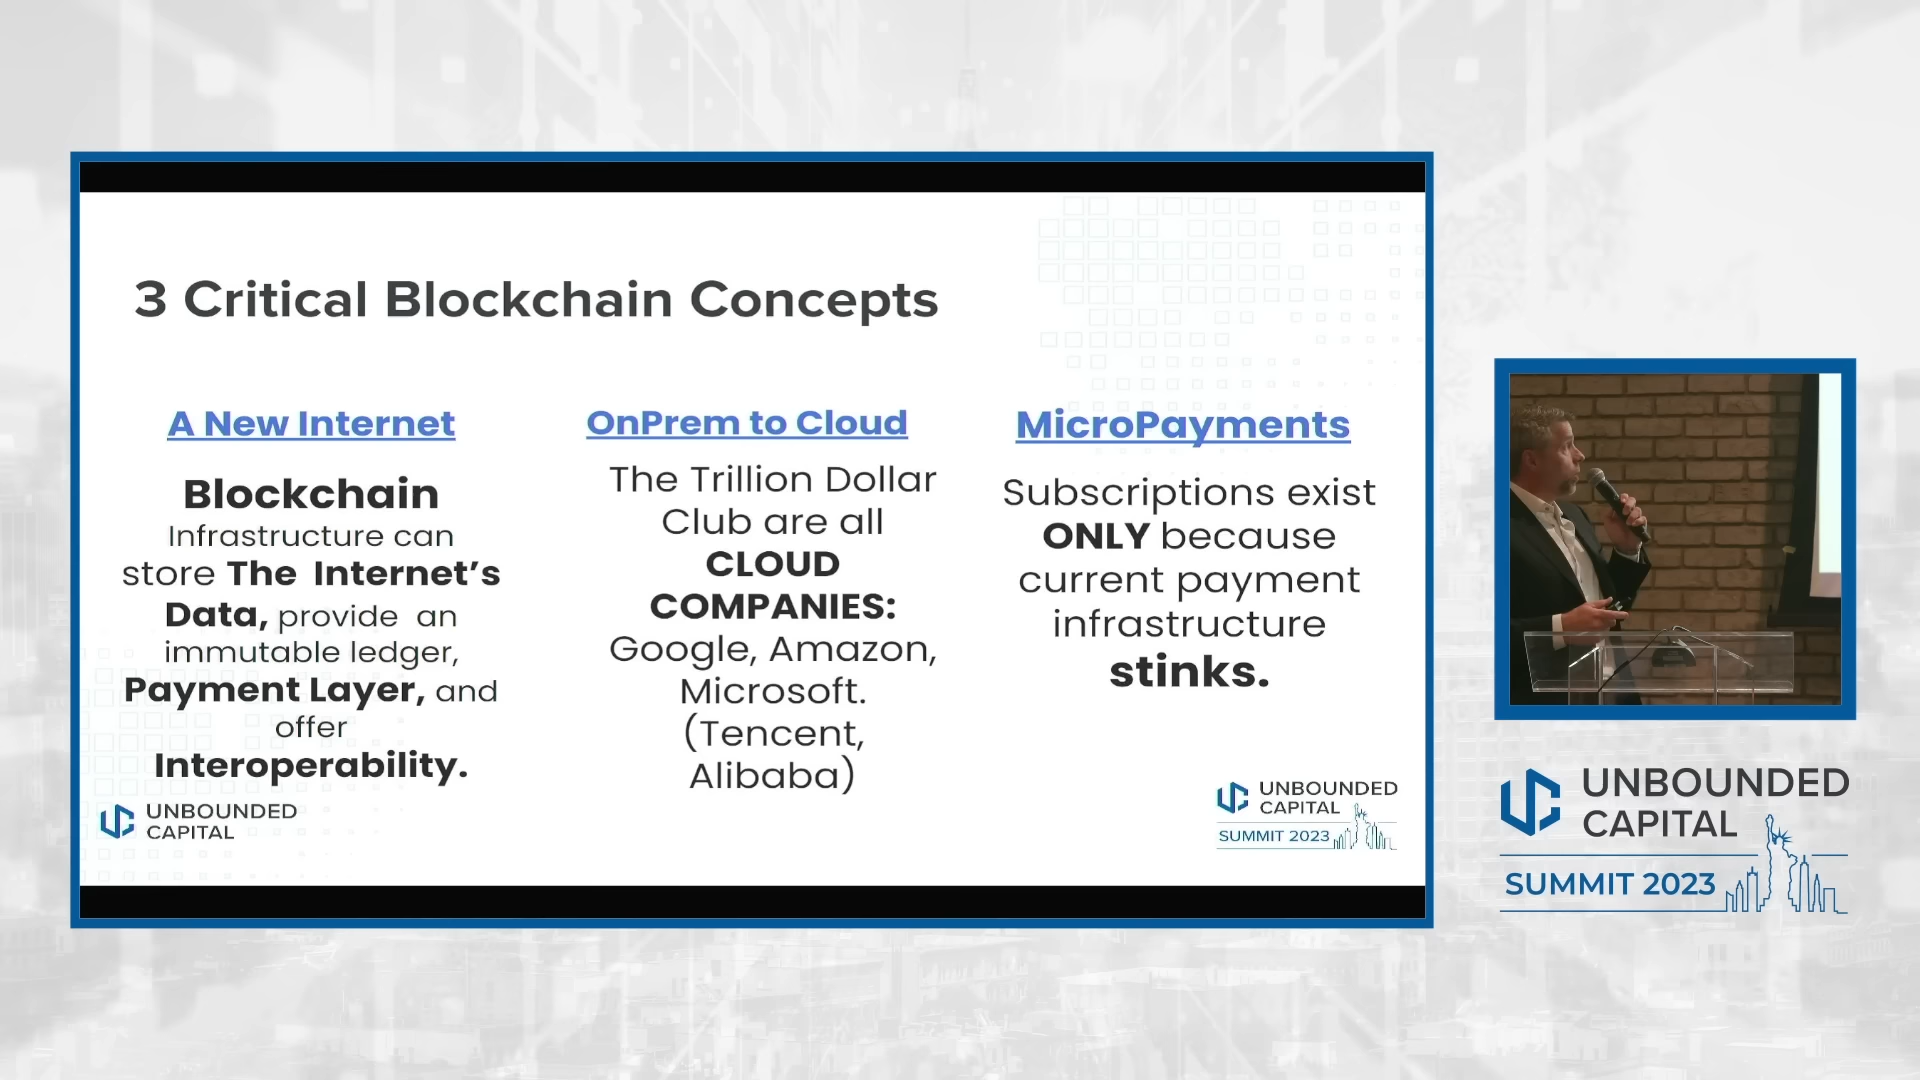 3 Critical Blockchain Concepts
A New Internet
Blockchain
Infrastructure can
store The Internet's
Data, provide an
immutable ledger,
Payment Layer, and
offer
Interoperability.
OnPrem to Cloud
The Trillion Dollar
Club are all
CLOUD
COMPANIES:
Google, Amazon,
Microsoft.
(Tencent,
Alibaba)
MicroPayments
Subscriptions exist
ONLY because
current payment
infrastructure
stinks.
UNBOUNDED
CAPITAL
UNBOUNDED
CAPITAL
SUMMIT 2023
UNBOUNDED
CAPITAL
SUMMIT 2023